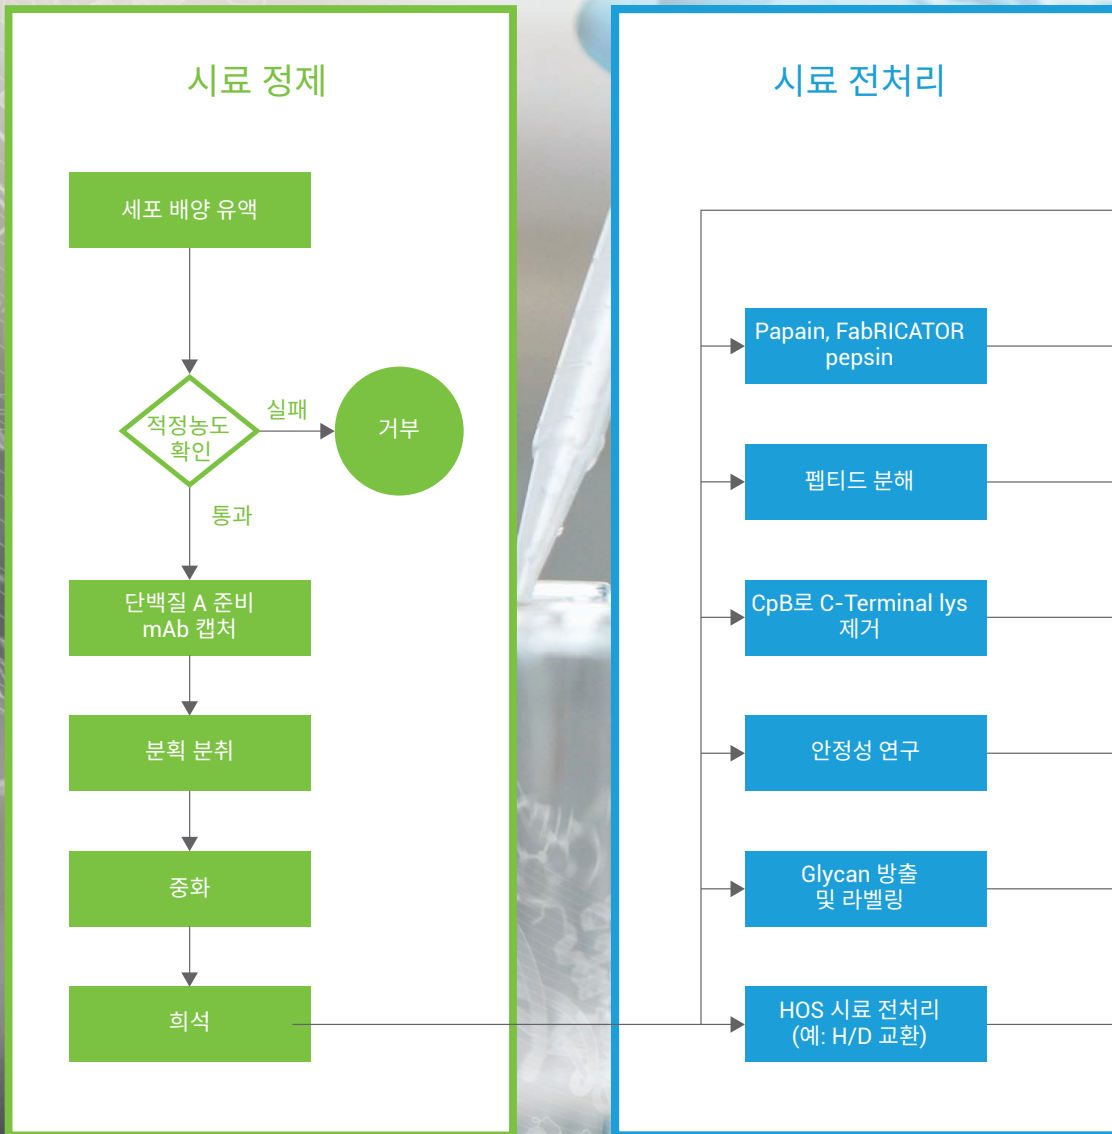 시료 정제
세포 배양 유액
적정농도
확인
실패
거부
통과
단백질 A 준비
mAb 캡처
분획 분취
중화
희석
시료 전처리
Papain, FabRICATOR
pepsin
펩티드 분해
CpB로 C-Terminal lys
제거
안정성 연구
Glycan 방출
및 라벨링
HOS 시료 전처리
(예: H/D 교환)